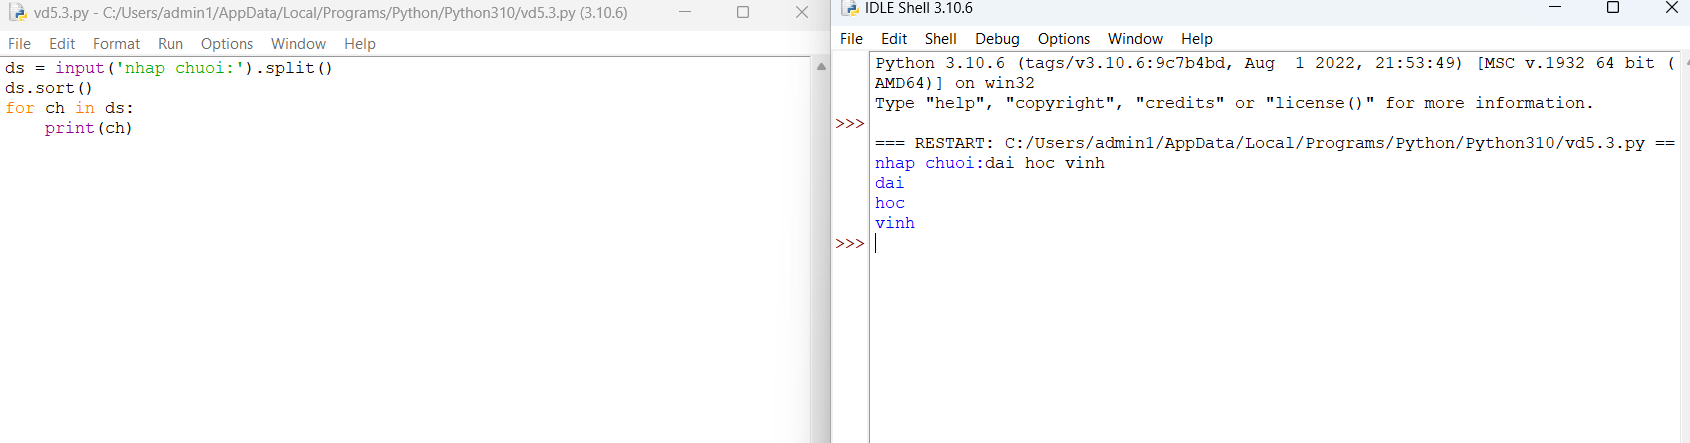 vd5.3.py - C:/Users/admin1/AppData/Local/Programs/Python/Python310/vd5.3.py (3.10.6)
File Edit Format Run Options Window Help
ds = input('nhap chuoi:').split()
ds.sort()
for ch in ds:
    print(ch)
IDLE Shell 3.10.6
File Edit Shell Debug Options Window Help
Python 3.10.6 (tags/v3.10.6:9c7b4bd, Aug  1 2022, 21:53:49) [MSC v.1932 64 bit (
AMD64)] on win32
Type "help", "copyright", "credits" or "license()" for more information.
>>>
=== RESTART: C:/Users/admin1/AppData/Local/Programs/Python/Python310/vd5.3.py ==
nhap chuoi:dai hoc vinh
dai
hoc
vinh
>>>